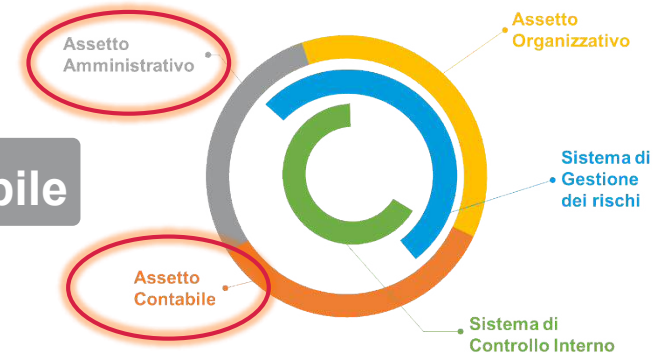 Assetto
Organizzativo
Assetto
Amministrativo
Sistema di
Gestione
dei rischi
bile
Assetto
Contabile
Sistema di
Controllo Interno